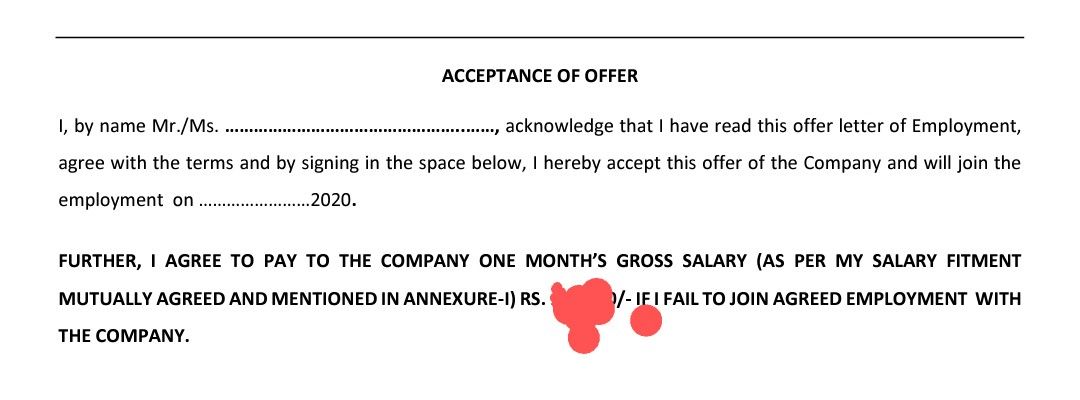 ACCEPTANCE OF OFFER
I, by name Mr./Ms. ……………………………………………, acknowledge that I have read this offer letter of Employment,
agree with the terms and by signing in the space below, I hereby accept this offer of the Company and will join the
employment on ……………………2020.
FURTHER, I AGREE TO PAY TO THE COMPANY ONE MONTH’S GROSS SALARY (AS PER MY SALARY FITMENT
MUTUALLY AGREED AND MENTIONED IN ANNEXURE-I) RS. /- IF I FAIL TO JOIN AGREED EMPLOYMENT WITH
THE COMPANY.